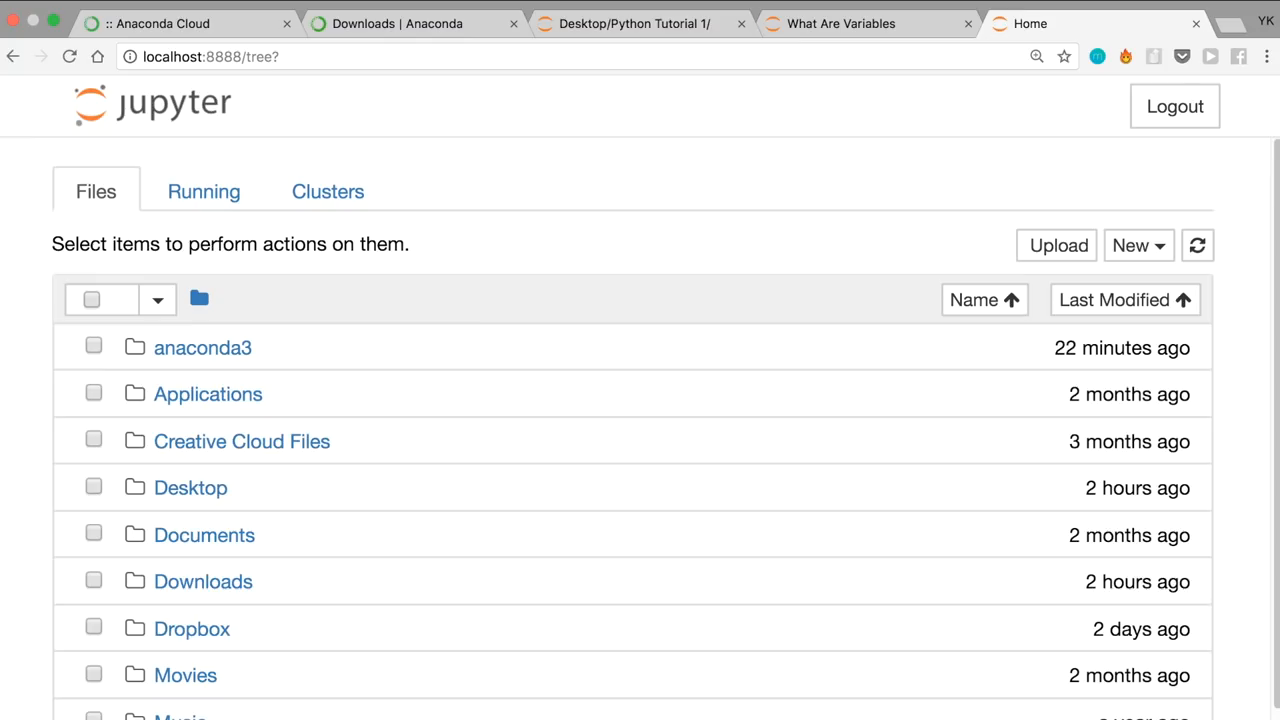 :: Anaconda Cloud
Downloads | Anaconda
Desktop/Python Tutorial 1/
What Are Variables
Home
YK
localhost:8888/tree?
jupyter
Logout
Files
Running
Clusters
Select items to perform actions on them.
Upload
New
Name
Last Modified
anaconda3
22 minutes ago
Applications
2 months ago
Creative Cloud Files
3 months ago
Desktop
2 hours ago
Documents
2 months ago
Downloads
2 hours ago
Dropbox
2 days ago
Movies
2 months ago